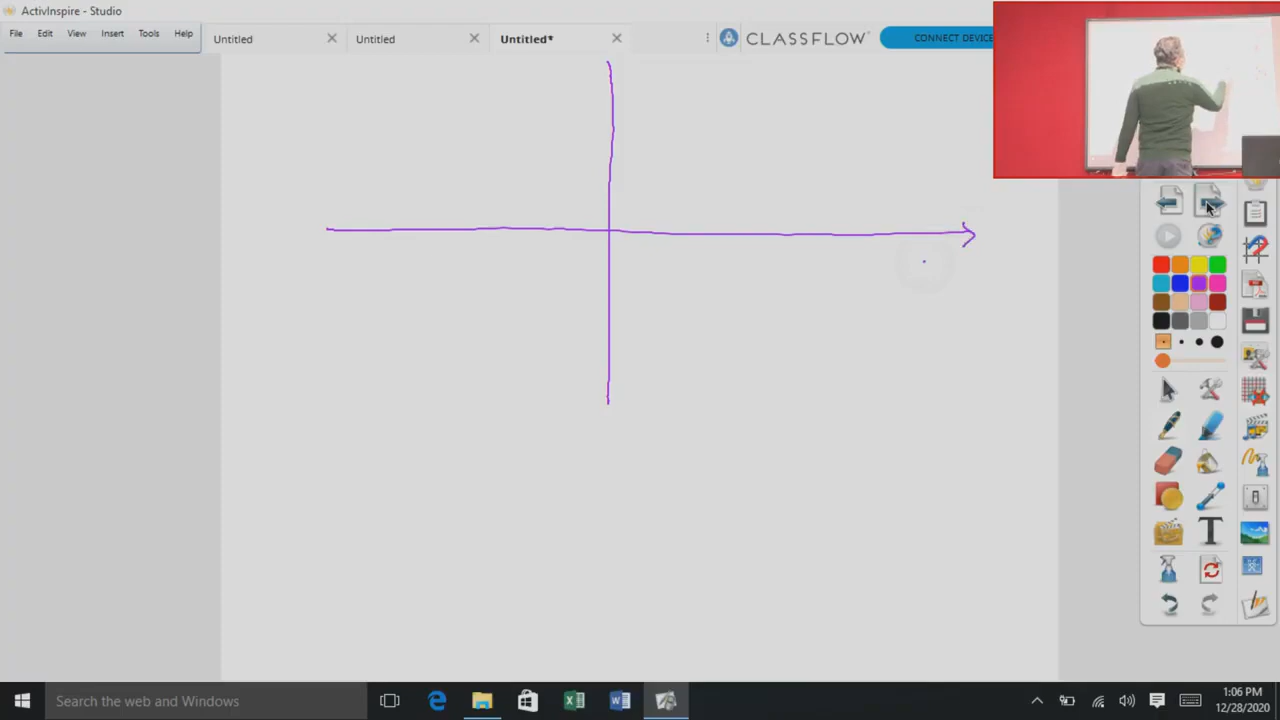 ActivInspire - Studio
File Edit View Insert Tools Help
Untitled
Untitled
Untitled*
CLASSFLOW
CONNECT DEVICE
T
Search the web and Windows
1:06 PM
12/28/2020